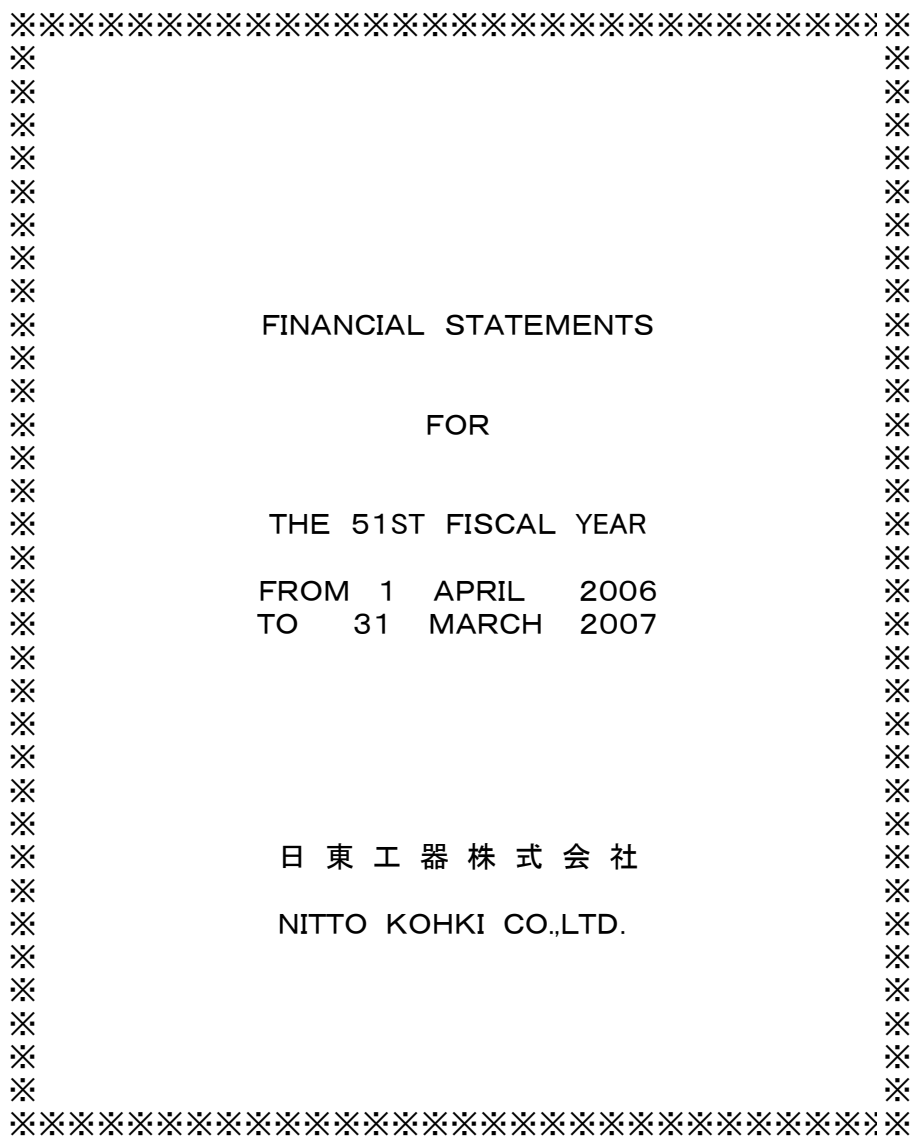 FINANCIAL STATEMENTS
FOR
THE 51ST FISCAL YEAR
FROM 1 APRIL 2006
TO 31 MARCH 2007
日東工器株式会社
NITTO KOHKI CO.,LTD.